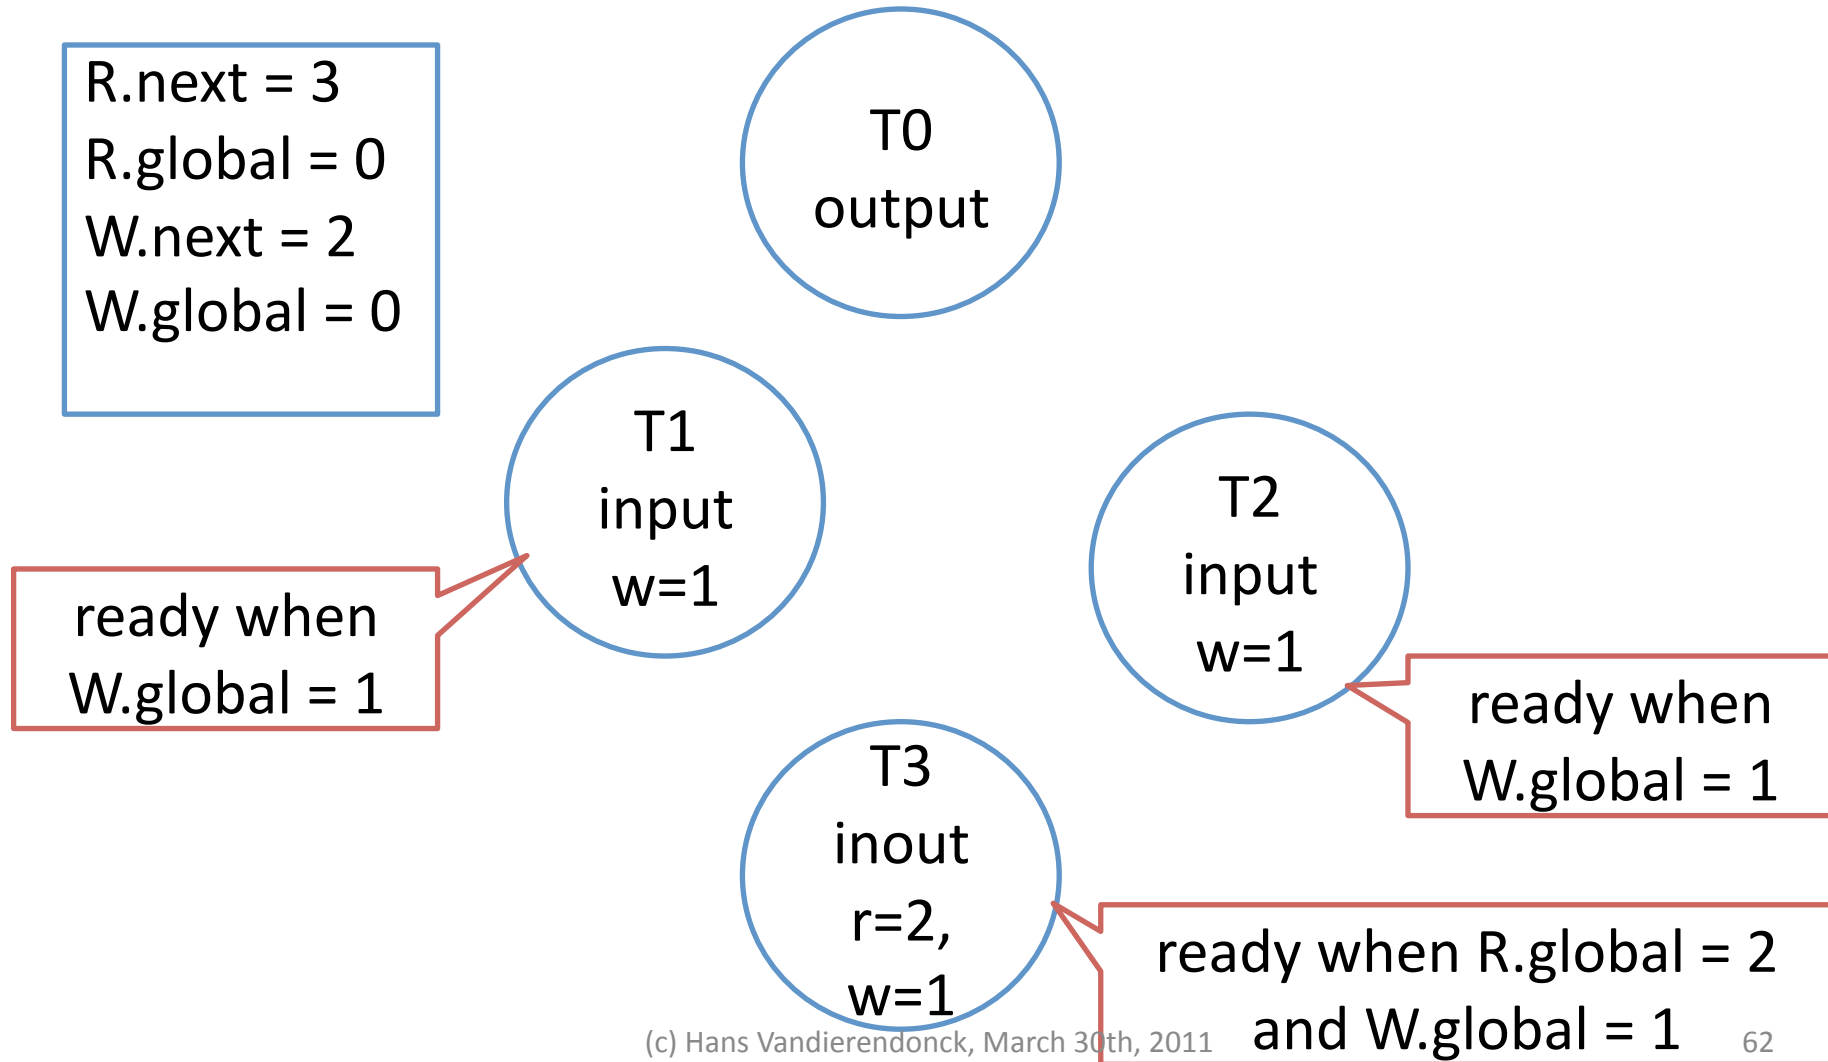 R.next = 3
R.global = 0
W.next = 2
W.global = 0
T0
output
T1
input
w=1
ready when
W.global = 1
T2
input
w=1
ready when
W.global = 1
T3
inout
r=2,
w=1
ready when R.global = 2
and W.global = 1
(c) Hans Vandierendonck, March 30th, 2011
62